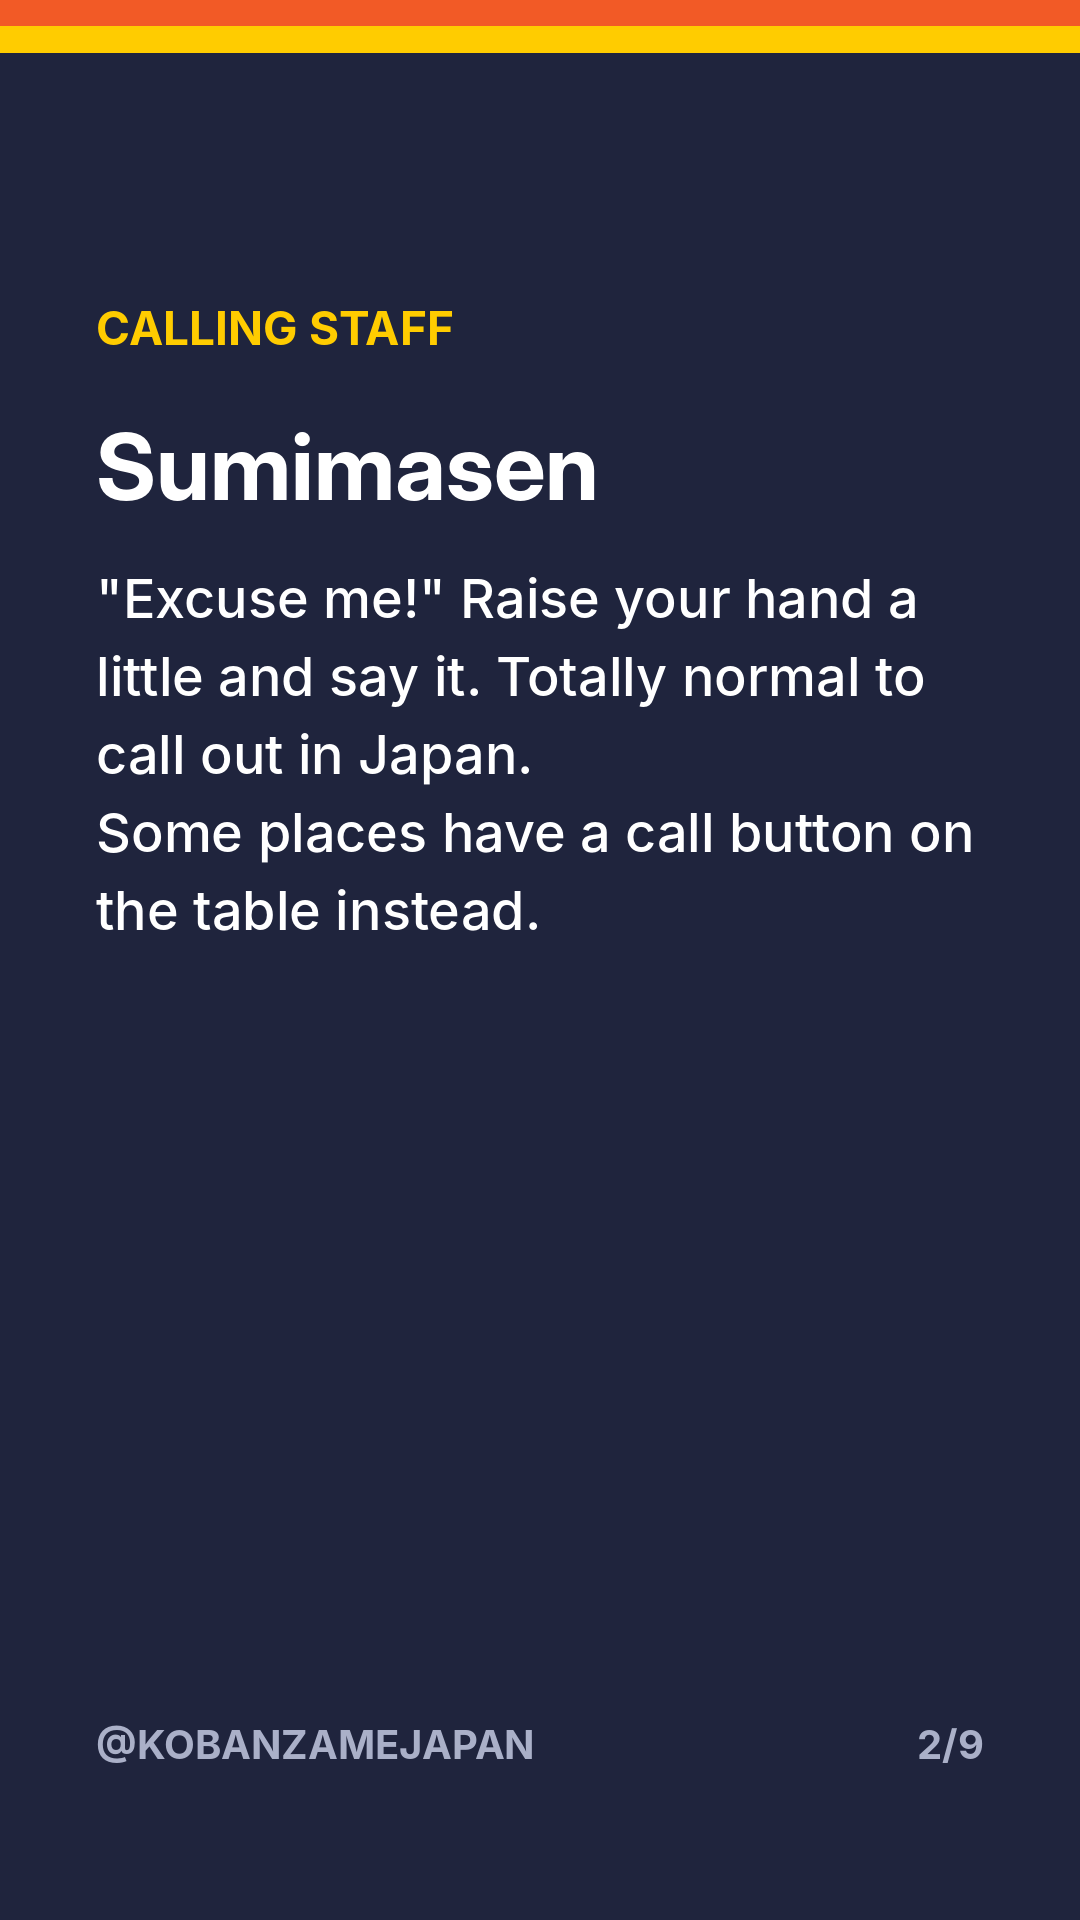 CALLING STAFF
Sumimasen
"Excuse me!" Raise your hand a
little and say it. Totally normal to
call out in Japan.
Some places have a call button on
the table instead.
@KOBANZAMEJAPAN
2/9